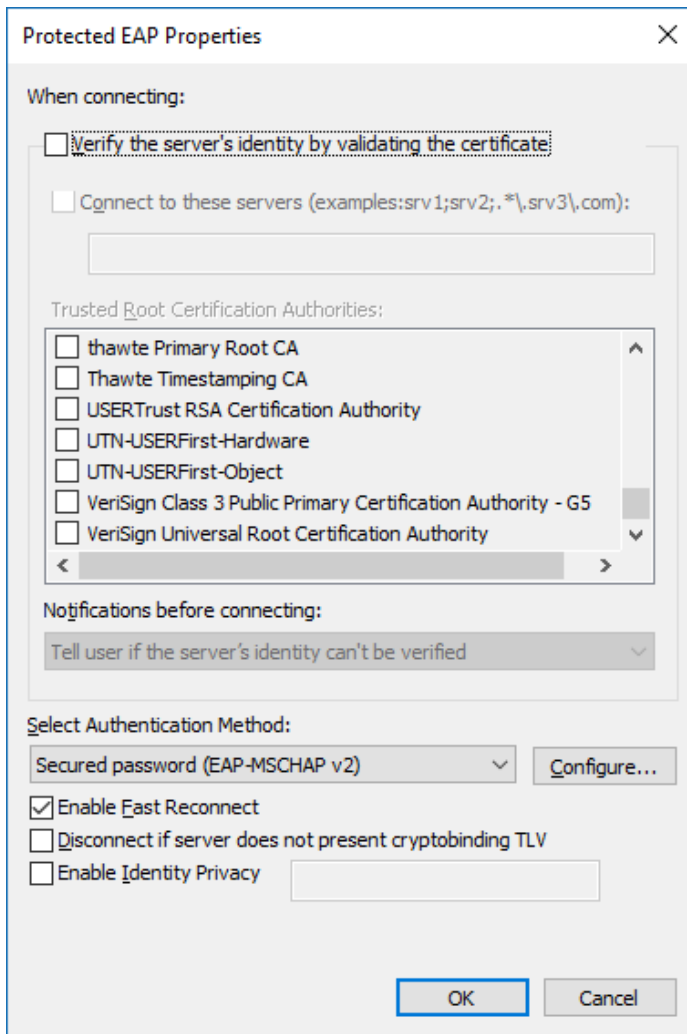 Protected EAP Properties
When connecting:
Verify the server's identity by validating the certificate
Connect to these servers (examples:srv1;srv2;.*\.srv3\.com):
Trusted Root Certification Authorities:
thawte Primary Root CA
Thawte Timestamping CA
USERTrust RSA Certification Authority
UTN-USERFirst-Hardware
UTN-USERFirst-Object
VeriSign Class 3 Public Primary Certification Authority - G5
VeriSign Universal Root Certification Authority
Notifications before connecting:
Tell user if the server’s identity can't be verified
Select Authentication Method:
Secured password (EAP-MSCHAP v2) Configure...
Enable Fast Reconnect
Disconnect if server does not present cryptobinding TLV
Enable Identity Privacy
OK Cancel